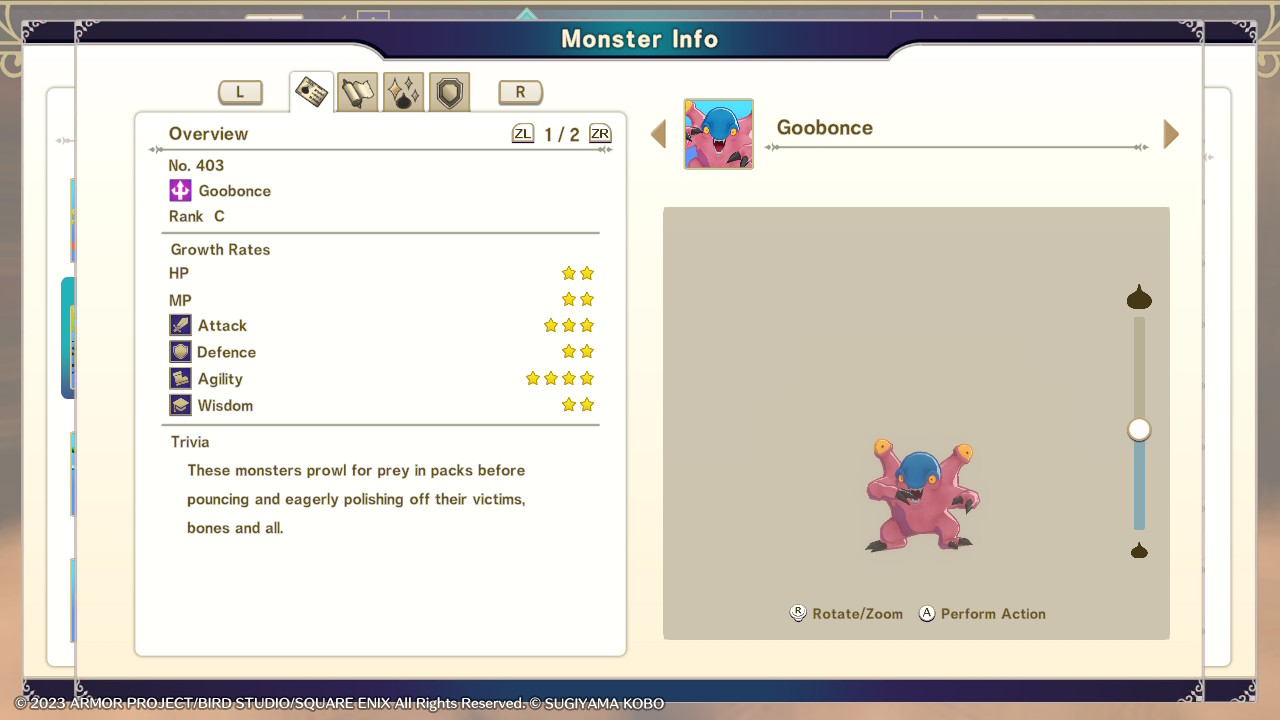 Monster Info
L
R
Overview
ZL 1 / 2 ZR
No. 403
Goobonce
Rank C
Growth Rates
HP
MP
Attack
Defence
Agility
Wisdom
Trivia
These monsters prowl for prey in packs before
pouncing and eagerly polishing off their victims,
bones and all.
Goobonce
R Rotate/Zoom A Perform Action
© 2023 ARMOR PROJECT/BIRD STUDIO/SQUARE ENIX All Rights Reserved. © SUGIYAMA KOBO